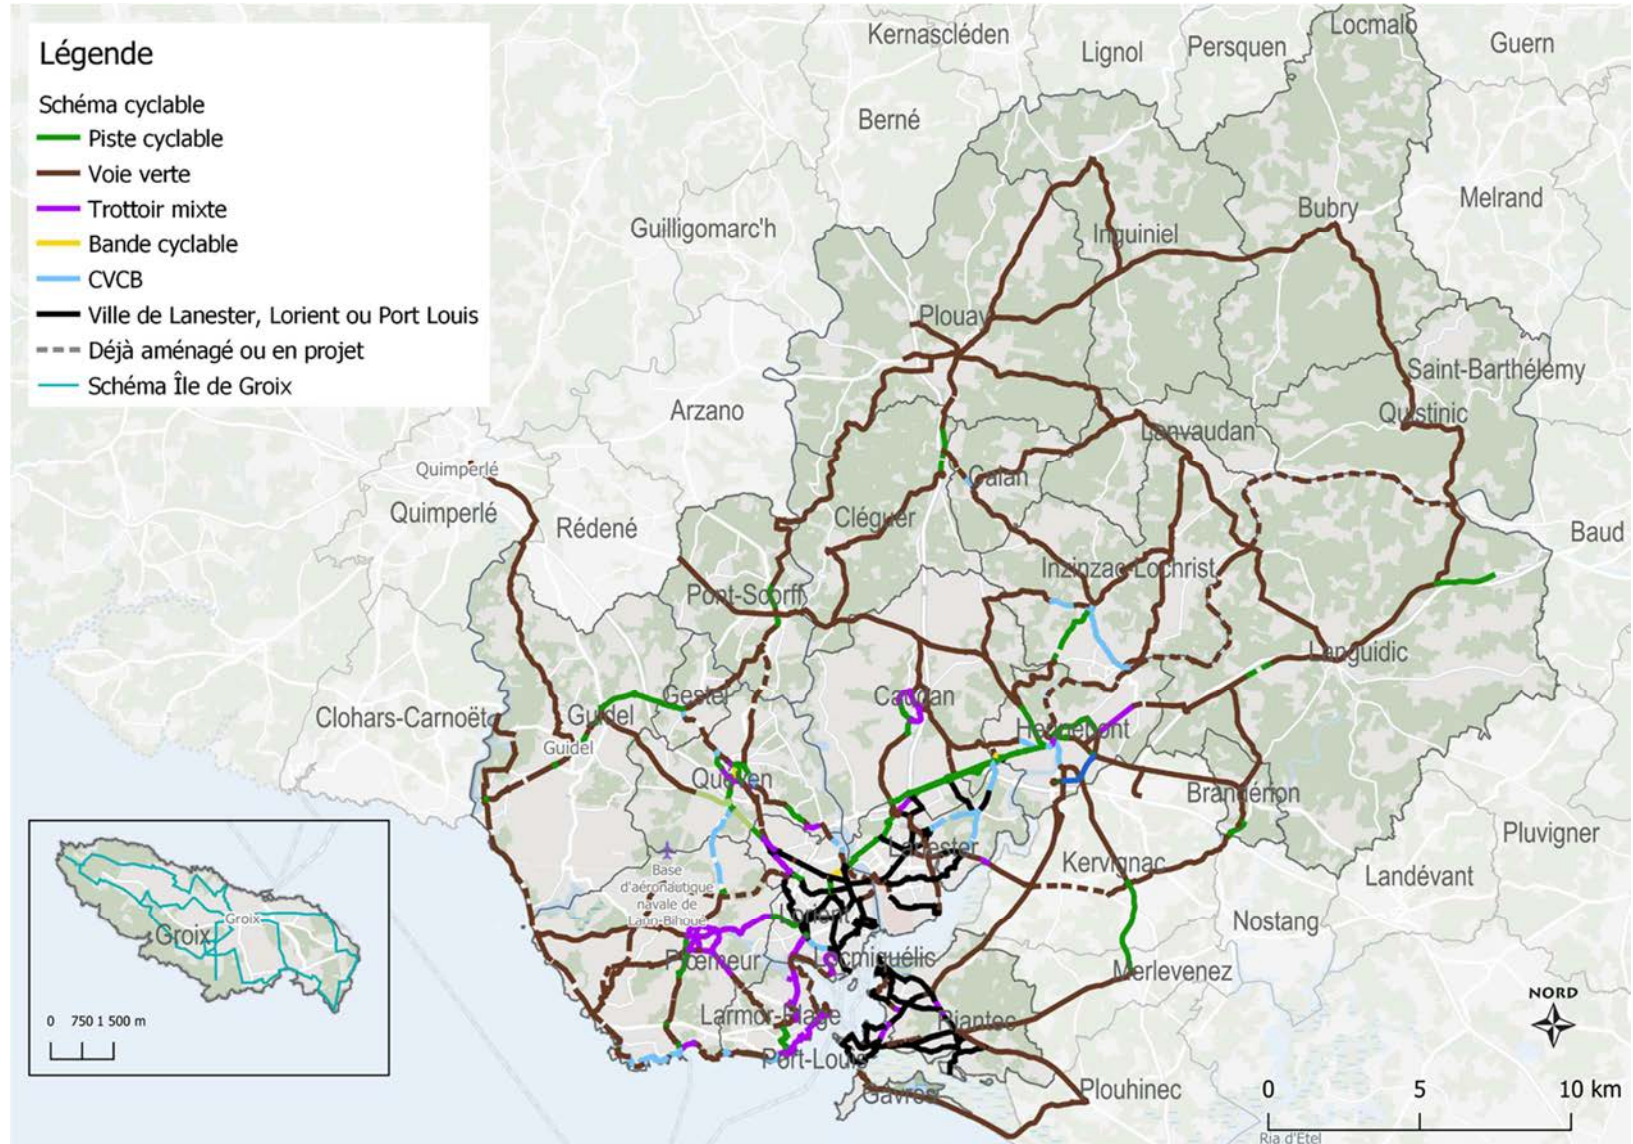 Légende
Schéma cyclable
Piste cyclable
Voie verte
Trottoir mixte
Bande cyclable
CVCB
Ville de Lanester, Lorient ou Port Louis
Déjà aménagé ou en projet
Schéma Île de Groix
Kernascléden
Lignol
Persquen
Locmalo
Guern
Berné
Melrand
Bubry
Guilligomarc'h
Inguiniel
Plouay
Saint-Barthélemy
Arzano
Quistinic
Lanvaudan
Quimperlé
Calan
Quimperlé
Rédené
Cléguer
Baud
Inzinzac-Lochrist
Pont-Scorff
Languidic
Gestel
Caudan
Clohars-Carnoët
Guidel
Hennebont
Guidel
Quéven
Brandérion
Pluvigner
Lanester
Kervignac
Landévant
Base
d'aéronautique
navale de
Lann-Bihoué
Lorient
Nostang
Groix
Groix
Ploemeur
Locmiquélic
Merlevenez
NORD
0 750 1 500 m
Larmor-Plage
Riantec
Port-Louis
Gâvres
Plouhinec
0 5 10 km
Ria d'Etel